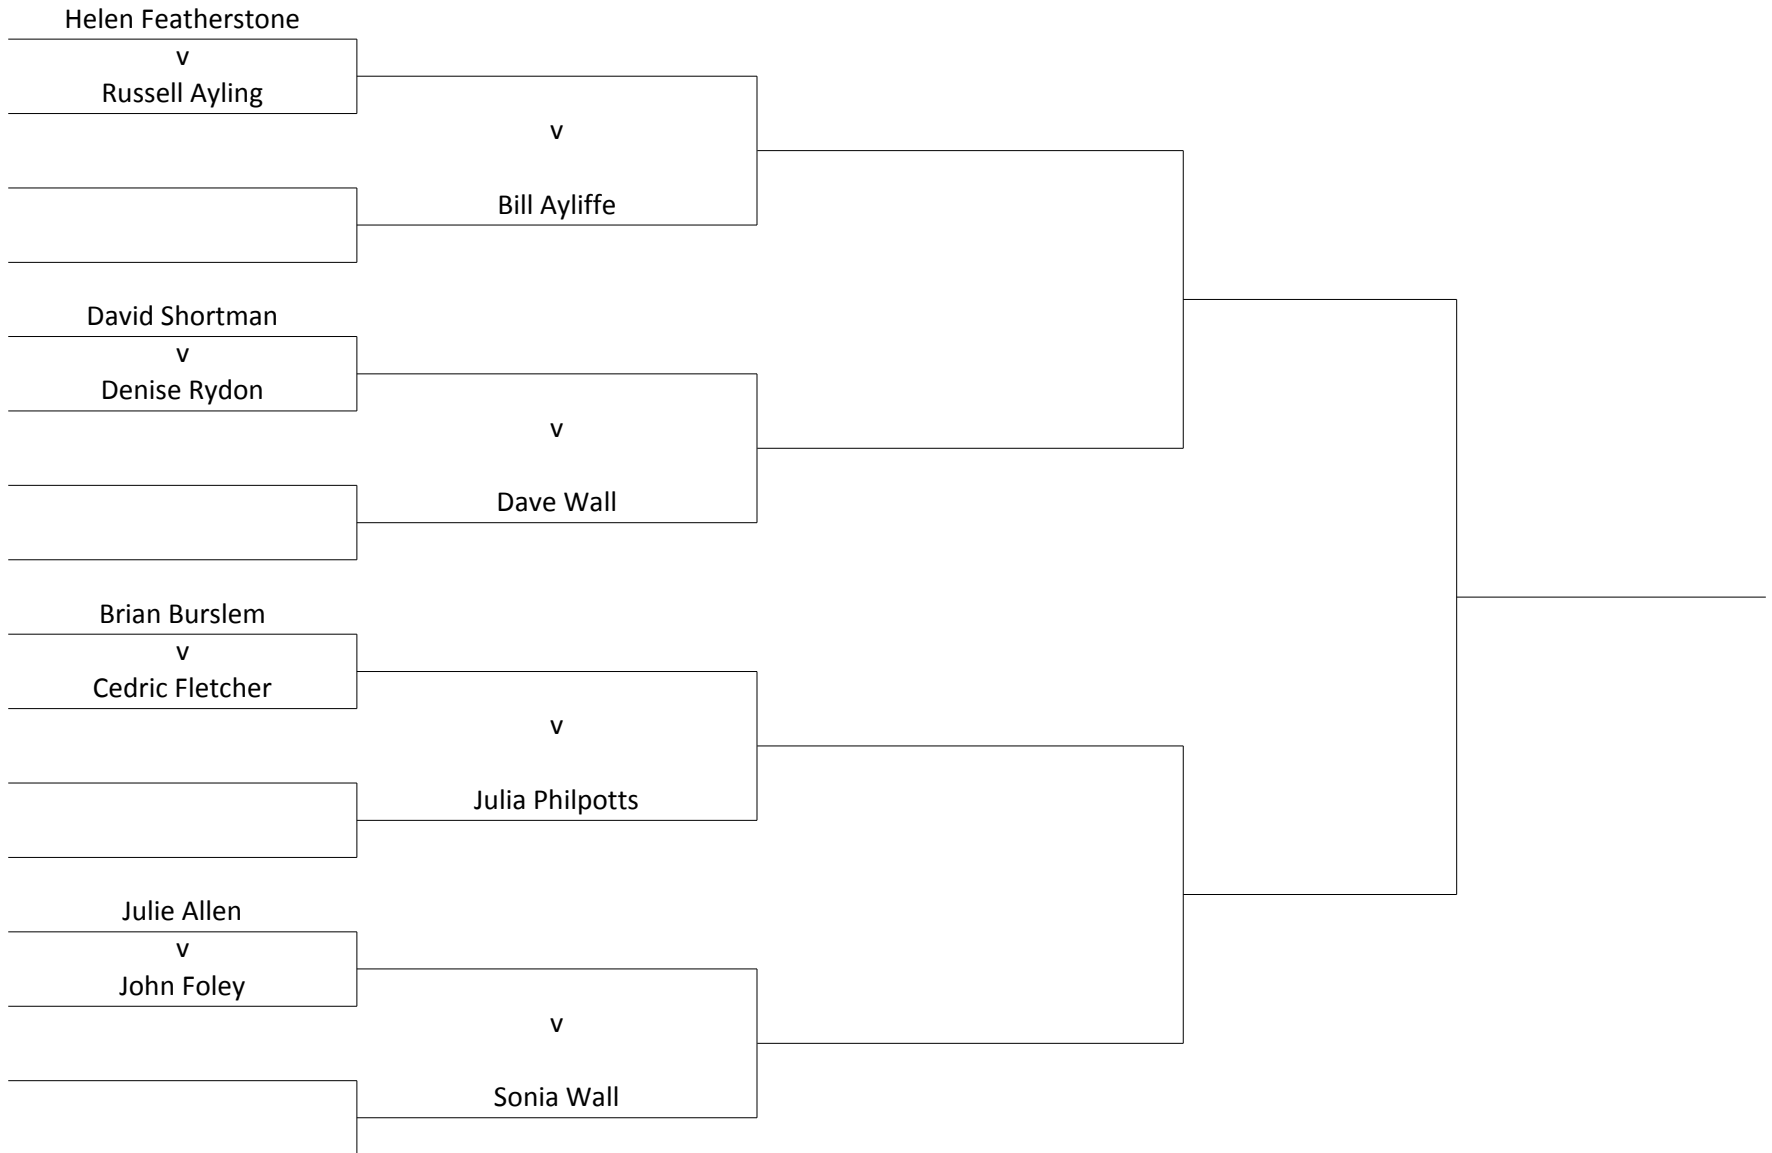 Helen Featherstone
v
Russell Ayling
v
Bill Ayliffe
David Shortman
v
Denise Rydon
v
Dave Wall
Brian Burslem
v
Cedric Fletcher
v
Julia Philpotts
Julie Allen
v
John Foley
v
Sonia Wall